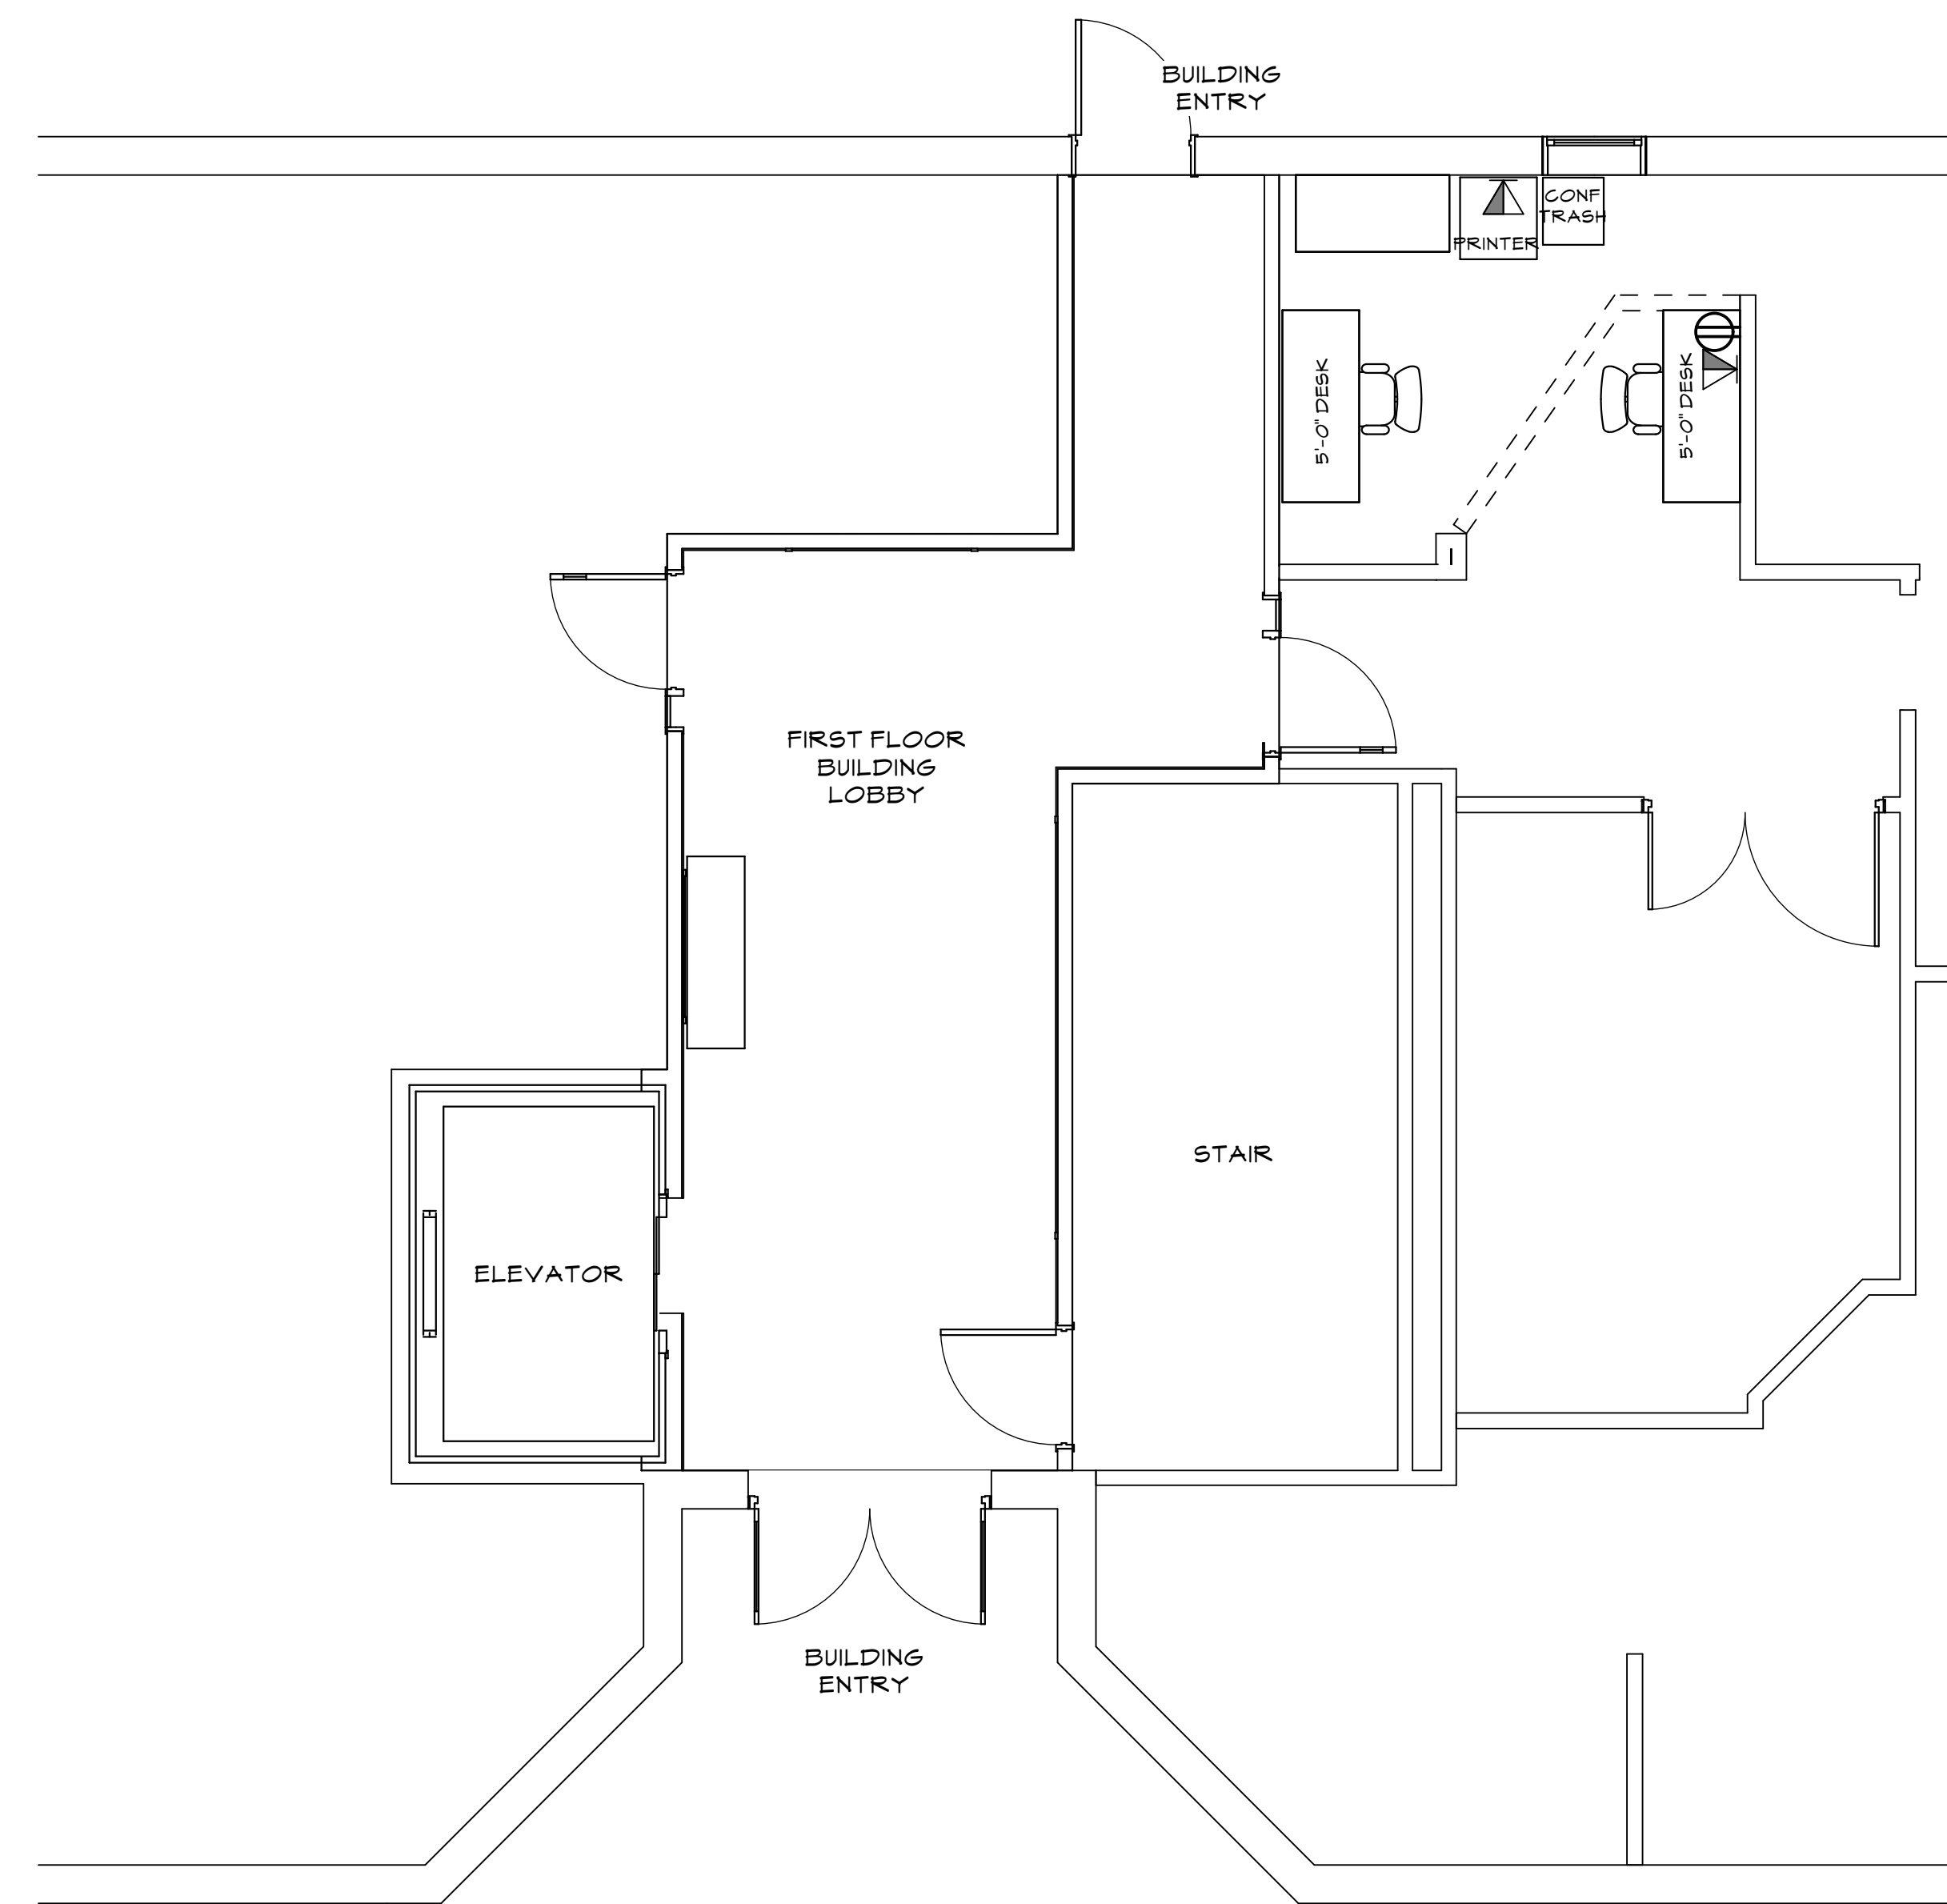 BUILDING
ENTRY
CONF
TRASH
PRINTER
5'-0" DESK
5'-0" DESK
FIRST FLOOR
BUILDING
LOBBY
STAIR
ELEVATOR
BUILDING
ENTRY